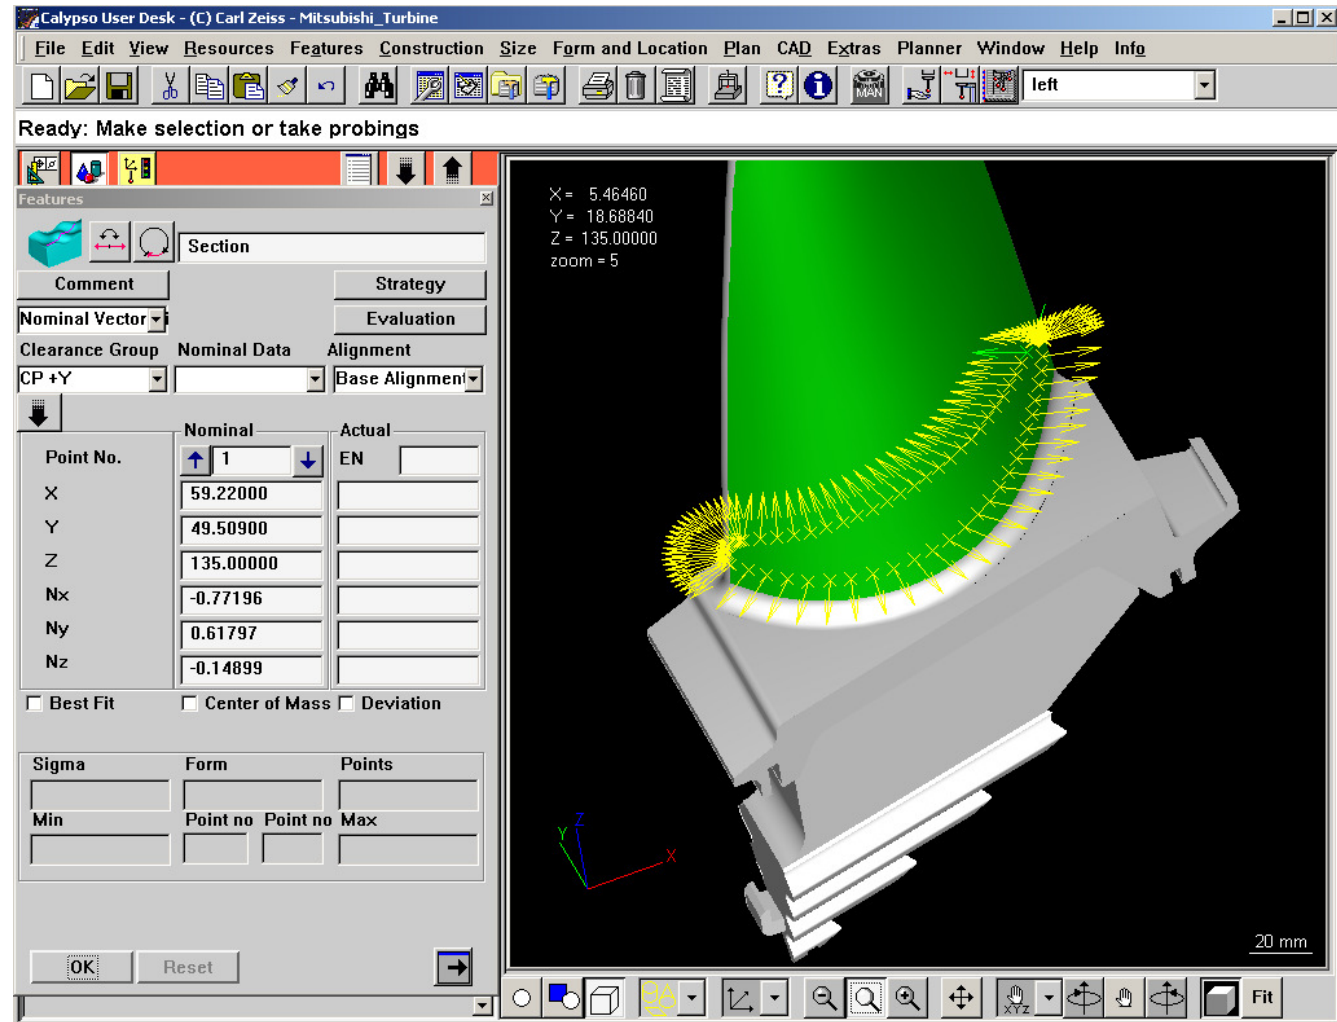 Calypso User Desk - (C) Carl Zeiss - Mitsubishi_Turbine
File Edit View Resources Features Construction Size Form and Location Plan CAD Extras Planner Window Help Info
MAN
left
Ready: Make selection or take probings
Features
Section
Comment Strategy
Nominal Vector Evaluation
Clearance Group Nominal Data Alignment
CP +Y Base Alignment
Nominal Actual
Point No. 1 EN
X 59.22000
Y 49.50900
Z 135.00000
Nx -0.77196
Ny 0.61797
Nz -0.14899
Best Fit Center of Mass Deviation
Sigma Form Points
Min Point no Point no Max
OK Reset
X = 5.46460
Y = 18.68840
Z = 135.00000
zoom = 5
Y Z X
20 mm
XYZ Fit